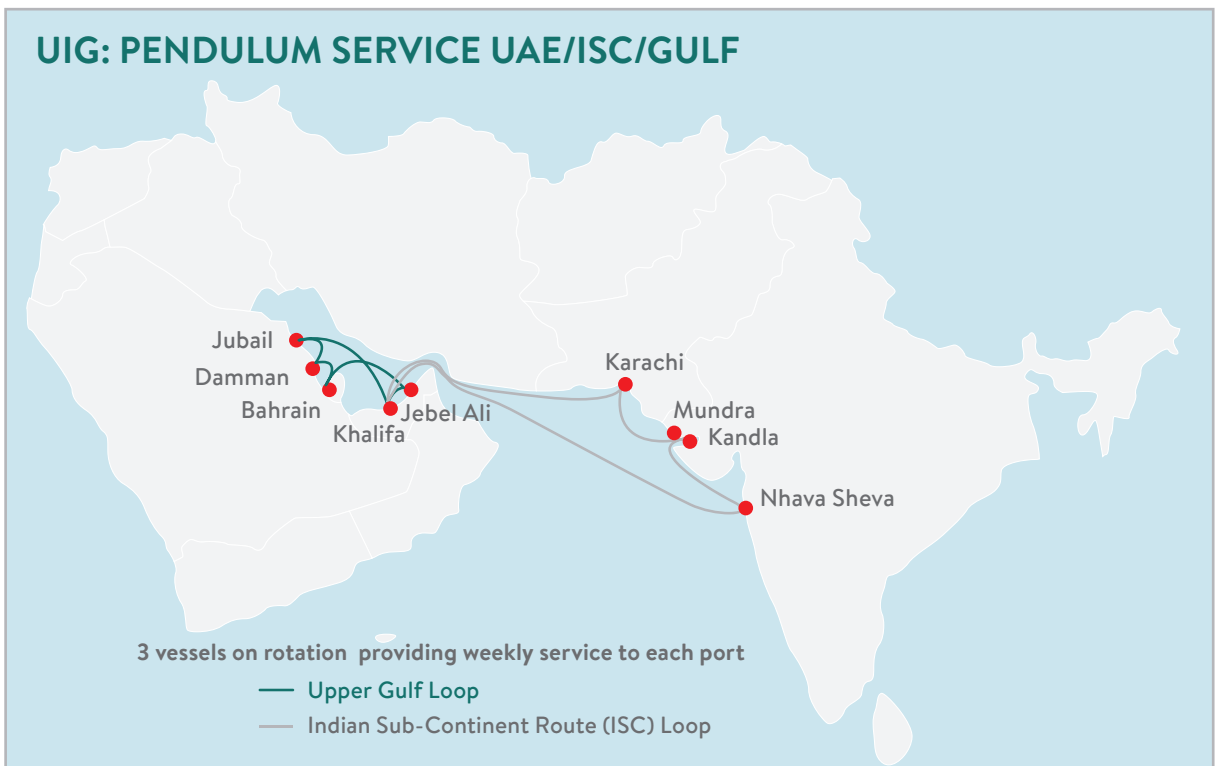 UIG: PENDULUM SERVICE UAE/ISC/GULF
Jubail
Damman
Bahrain
Khalifa
Jebel Ali
Karachi
Mundra
Kandla
Nhava Sheva
3 vessels on rotation providing weekly service to each port
Upper Gulf Loop
Indian Sub-Continent Route (ISC) Loop